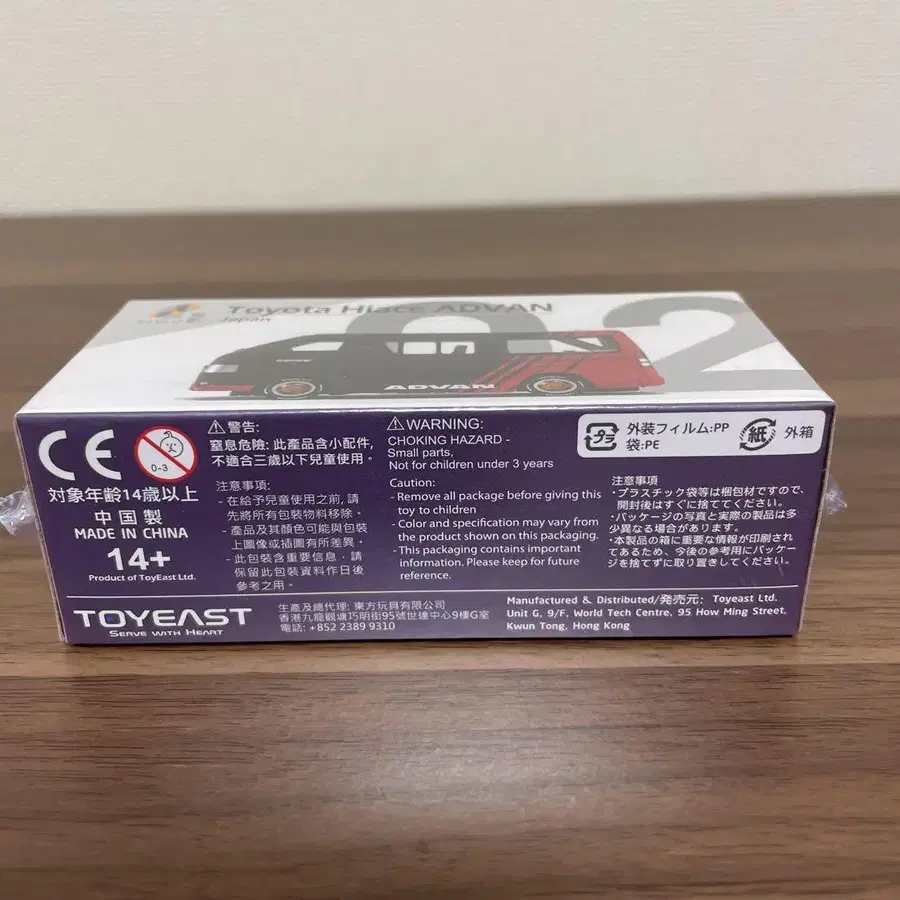 Toyota Hiace ADVAN
Japan
02
ADVAN
CE
0-3
対象年齢14歳以上
中国製
MADE IN CHINA
14+
Product of ToyEast Ltd.
警告:
窒息危險: 此產品含小配件,
不適合三歲以下兒童使用。
注意事項:
- 在給予兒童使用之前, 請
先將所有包裝物料移除。
- 產品及其顏色可能與包裝
上圖像或插圖有所差異。
- 此包裝含重要信息, 請
保留此包裝資料作日後
參考之用。
WARNING:
CHOKING HAZARD -
Small parts,
Not for children under 3 years
Caution:
- Remove all package before giving this
toy to children
- Color and specification may vary from
the product shown on this packaging.
- This packaging contains important
information. Please keep for future
reference.
プラ
外装フィルム:PP
袋:PE
紙
外箱
注意事項
・プラスチック袋等は梱包材ですので、
開封後はすぐに捨ててください。
・パッケージの写真と実際の製品は多
少異なる場合があります。
・本製品の箱に重要な情報が印刷され
てあるため、今後の参考用にパッケー
ジを捨てずに取り置きしてください。
TOYEAST
SERVE WITH HEART
生產及總代理: 東方玩具有限公司
香港九龍觀塘巧明街95號世達中心9樓G室
電話: +852 2389 9310
Manufactured & Distributed/発売元: Toyeast Ltd.
Unit G, 9/F, World Tech Centre, 95 How Ming Street,
Kwun Tong, Hong Kong